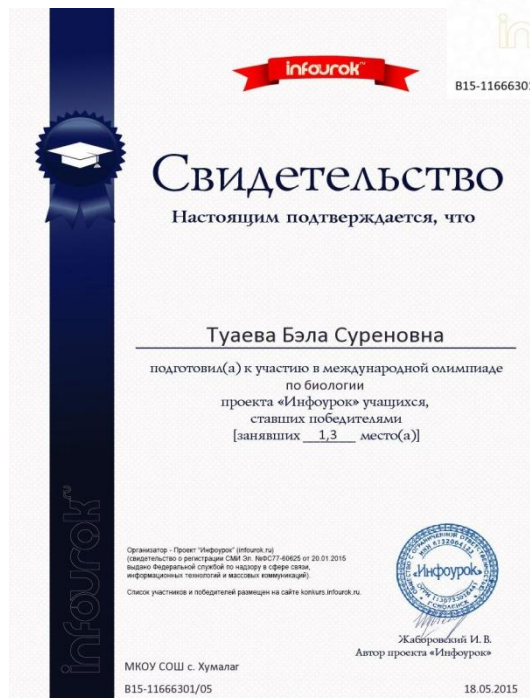 infourok™
B15-1166630
Свидетельство
Настоящим подтверждается, что
Туаева Бэла Суреновна
подготовил(а) к участию в международной олимпиаде
по биологии
проекта «Инфоурок» учащихся,
ставших победителями
[занявших 1,3 место(а)]
infourok.ru
Организатор - Проект "Инфоурок" (infourok.ru)
(свидетельство о регистрации СМИ Эл. №ФС77-60625 от 20.01.2015
выдано Федеральной службой по надзору в сфере связи,
информационных технологий и массовых коммуникаций).
Список участников и победителей размещен на сайте konkurs.infourok.ru.
«Инфоурок»
Жаборовский И. В.
Автор проекта «Инфоурок»
МКОУ СОШ с. Хумалаг
B15-11666301/05
18.05.2015